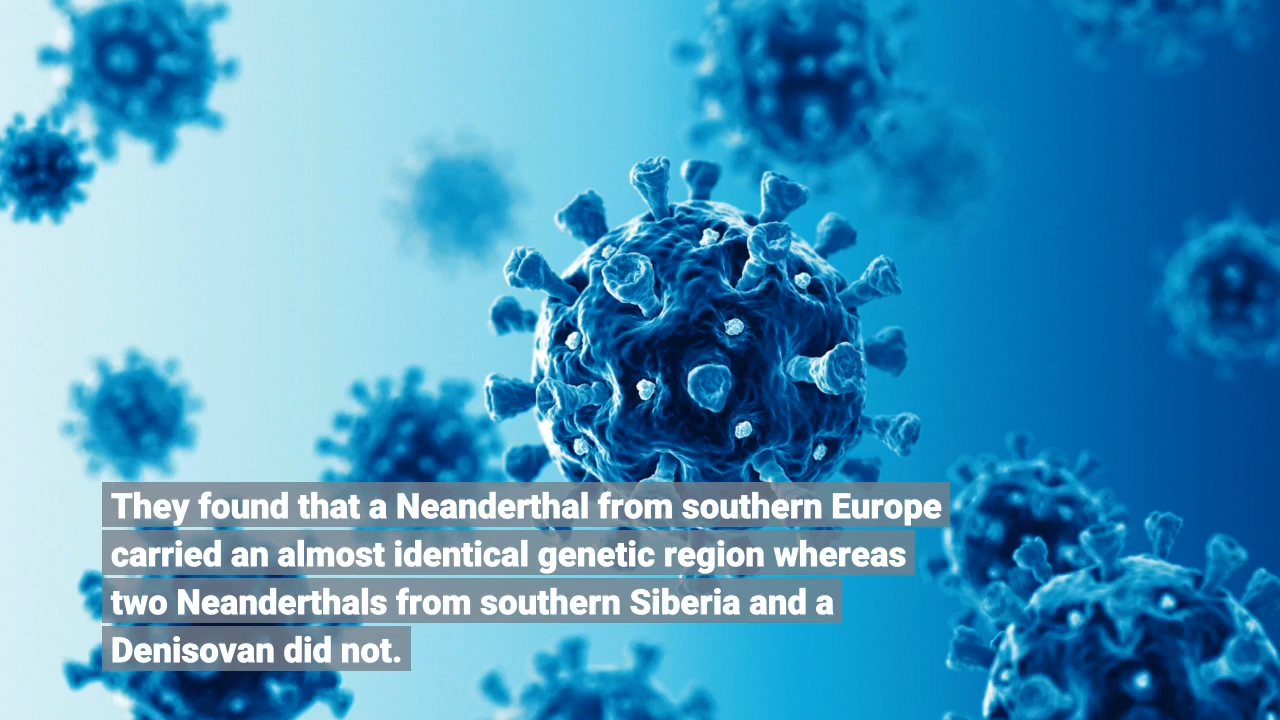 They found that a Neanderthal from southern Europe
carried an almost identical genetic region whereas
two Neanderthals from southern Siberia and a
Denisovan did not.